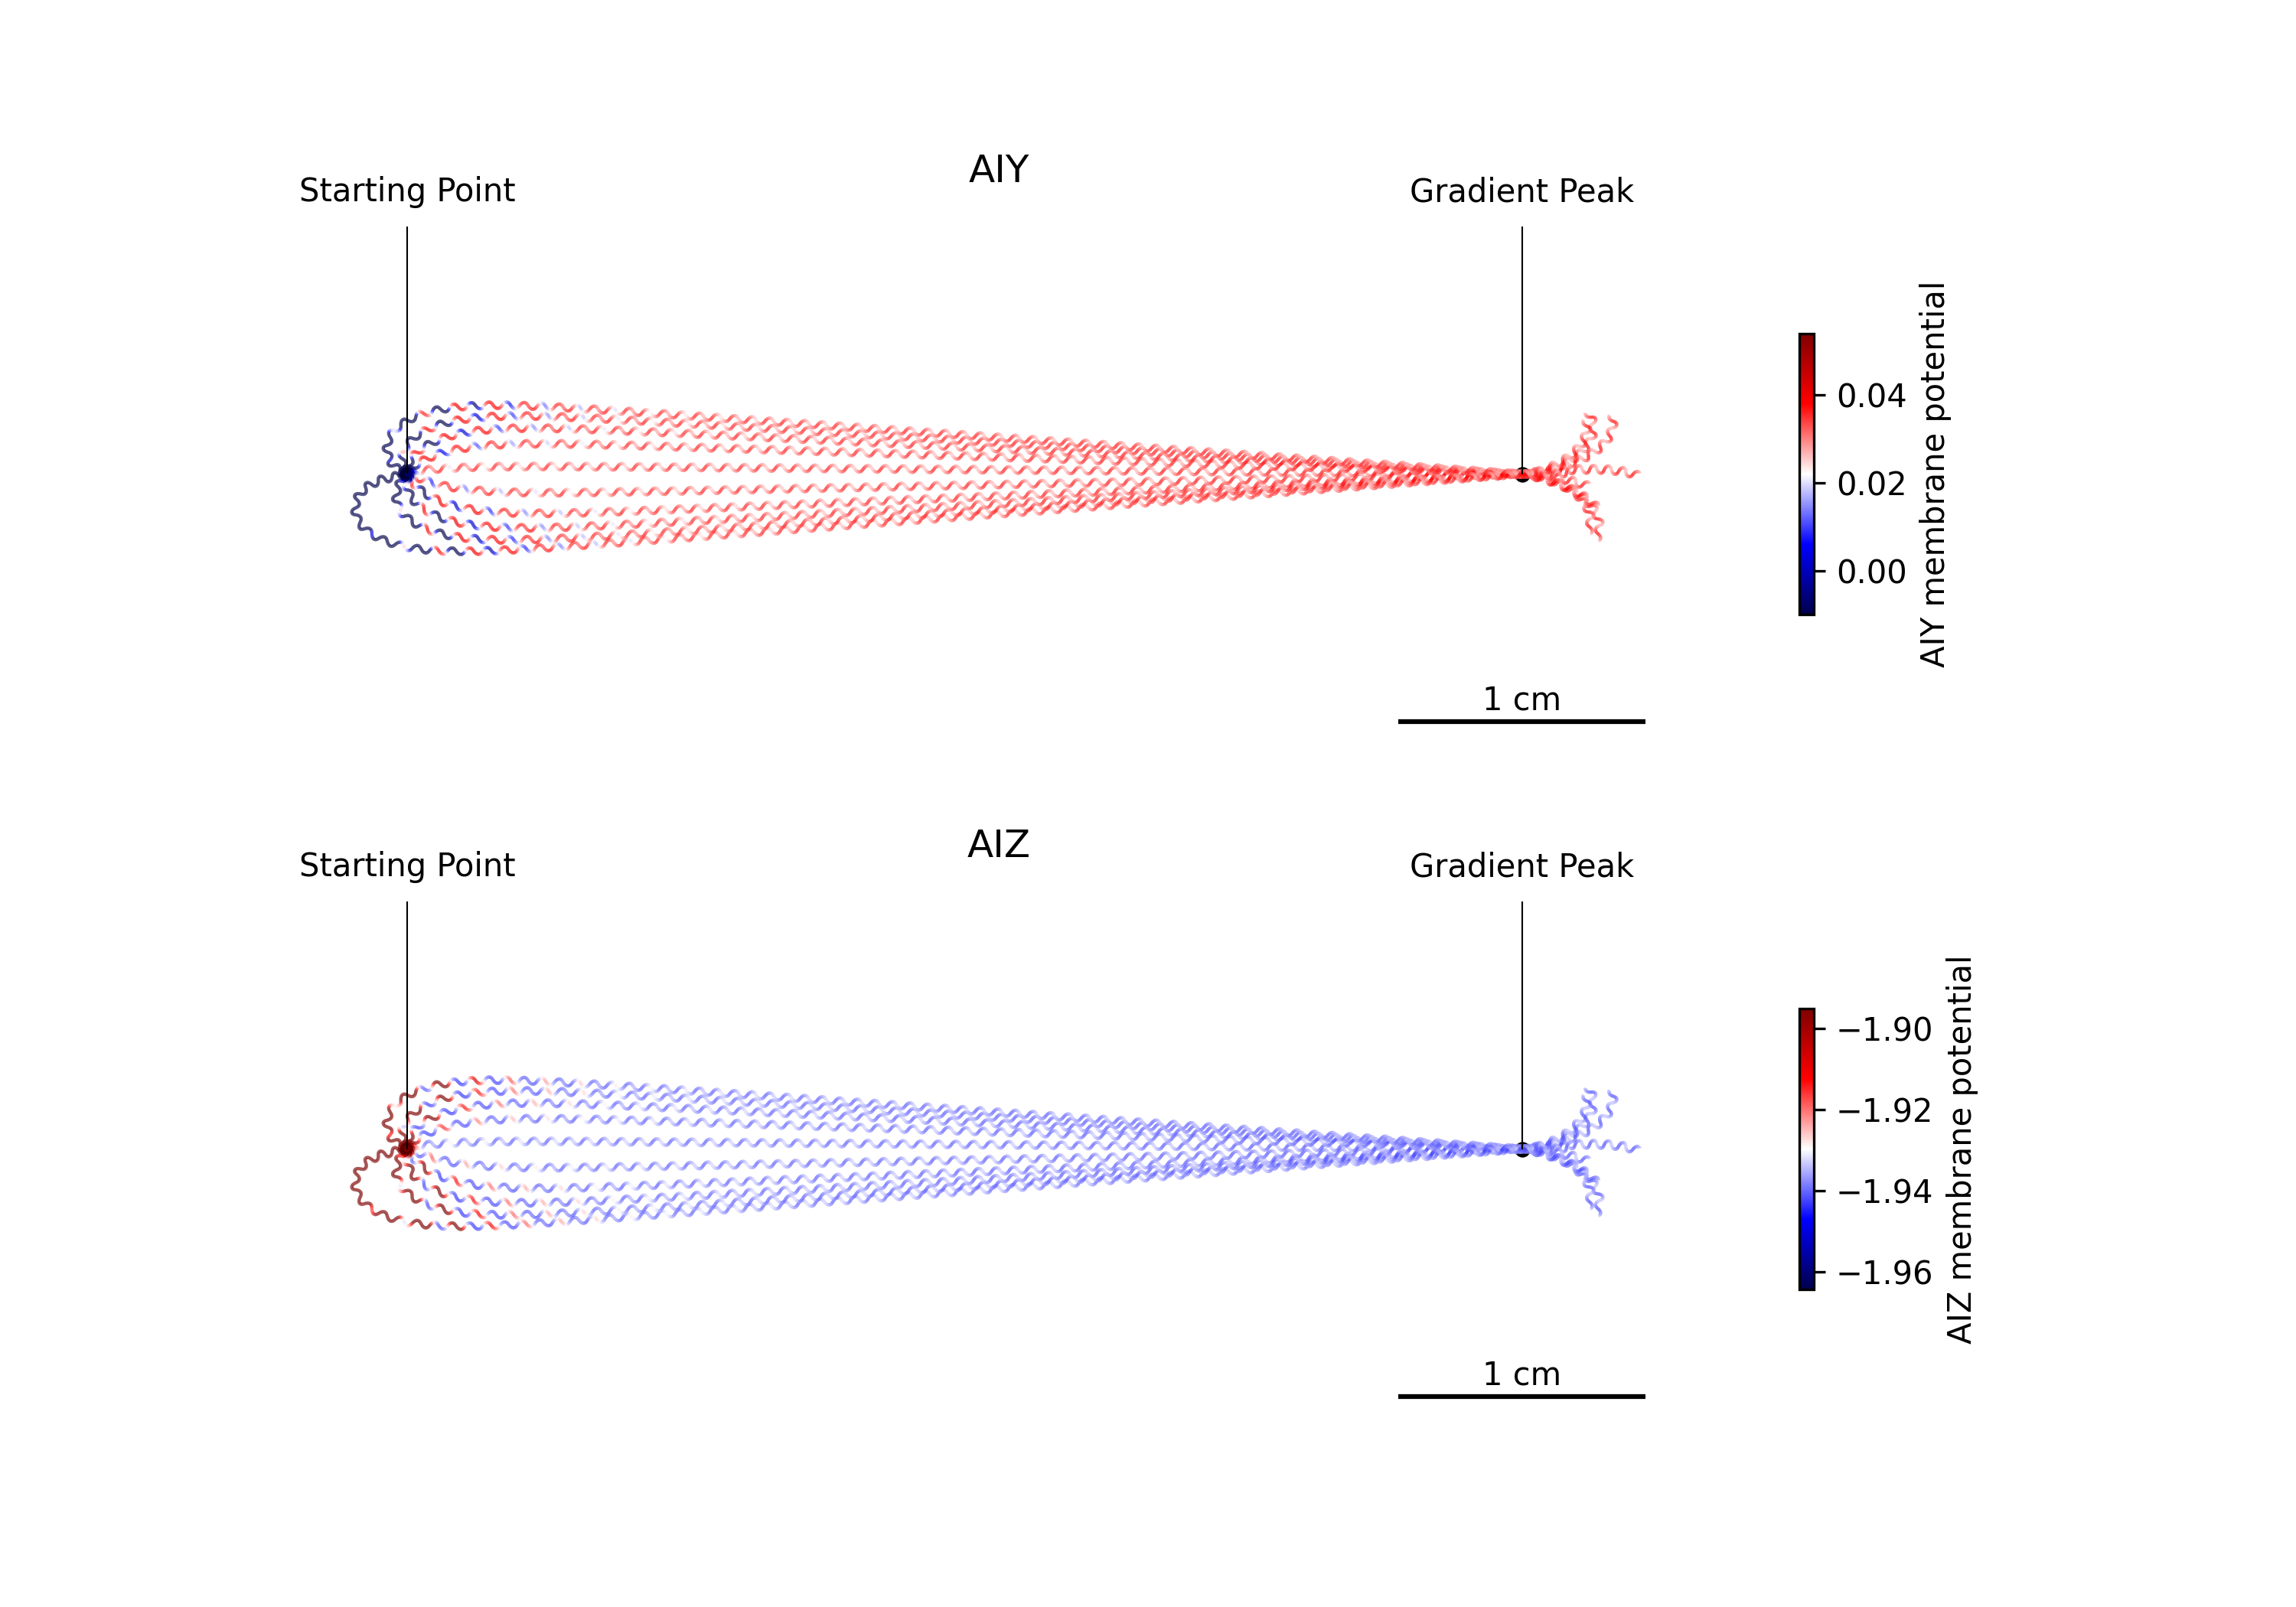 AIY
Starting Point
Gradient Peak
0.04
0.02
0.00
AIY membrane potential
1 cm
AIZ
Starting Point
Gradient Peak
−1.90
−1.92
−1.94
−1.96
AIZ membrane potential
1 cm